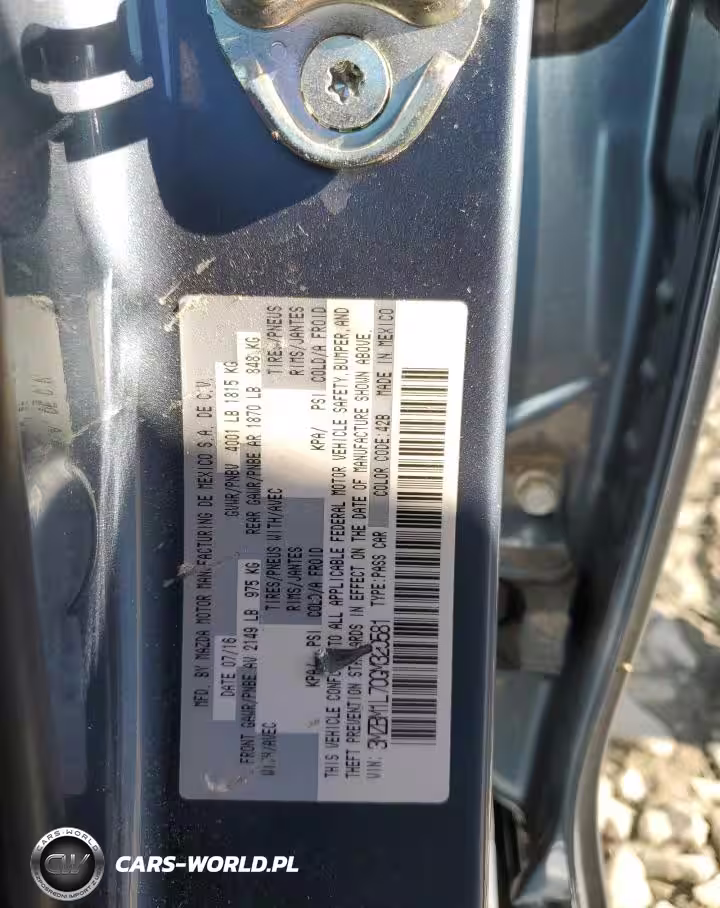 MFD. BY MAZDA MOTOR MANUFACTURING DE MEXICO S.A. DE C.V.
DATE 07/16 GVWR/PNBV 4001 LB 1815 KG
FRONT GAWR/PNBE AV 2149 LB 975 KG REAR GAWR/PNBE AR 1870 LB 848 KG
WITH/AVEC TIRES/PNEUS WITH/AVEC TIRES/PNEUS
RIMS/JANTES RIMS/JANTES
KPA/ PSI COLD/A FROID KPA/ PSI COLD/A FROID
THIS VEHICLE CONFORMS TO ALL APPLICABLE FEDERAL MOTOR VEHICLE SAFETY, BUMPER, AND
THEFT PREVENTION STANDARDS IN EFFECT ON THE DATE OF MANUFACTURE SHOWN ABOVE.
VIN: TYPE:PASS CAR COLOR CODE:42B MADE IN MEXICO
CARS-WORLD
CW
CARS-WORLD.PL